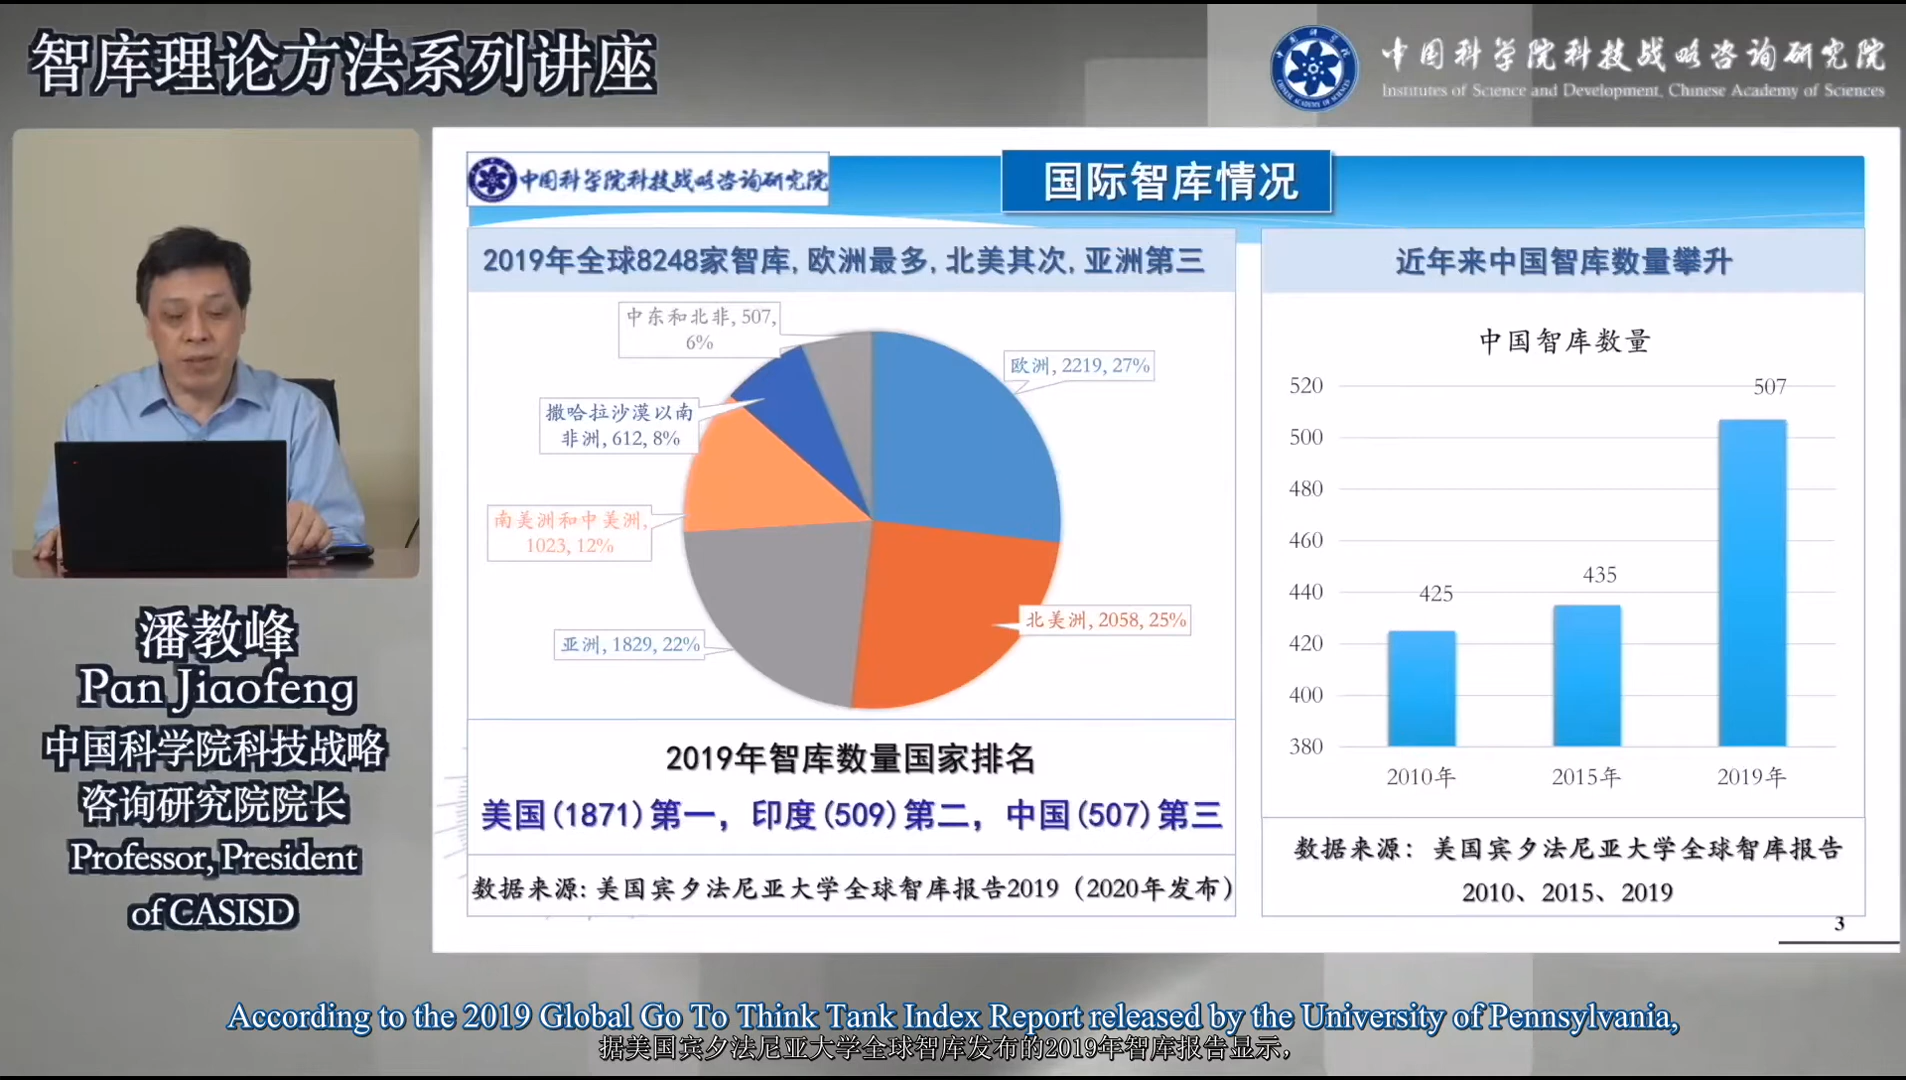 智库理论方法系列讲座
中国科学院科技战略咨询研究院
Institutes of Science and Development, Chinese Academy of Sciences
中国科学院科技战略咨询研究院
国际智库情况
2019年全球8248家智库,欧洲最多,北美其次,亚洲第三
中东和北非, 507,
6%
欧洲, 2219, 27%
撒哈拉沙漠以南
非洲, 612, 8%
南美洲和中美洲,
1023, 12%
北美洲, 2058, 25%
亚洲, 1829, 22%
2019年智库数量国家排名
美国(1871)第一，印度(509)第二，中国(507)第三
数据来源: 美国宾夕法尼亚大学全球智库报告2019（2020年发布）
近年来中国智库数量攀升
中国智库数量
520
500
480
460
440
420
400
380
425
435
507
2010年
2015年
2019年
数据来源：美国宾夕法尼亚大学全球智库报告
2010、2015、2019
3
潘教峰
Pan Jiaofeng
中国科学院科技战略
咨询研究院院长
Professor, President
of CASISD
According to the 2019 Global Go To Think Tank Index Report released by the University of Pennsylvania,
据美国宾夕法尼亚大学全球智库发布的2019年智库报告显示,